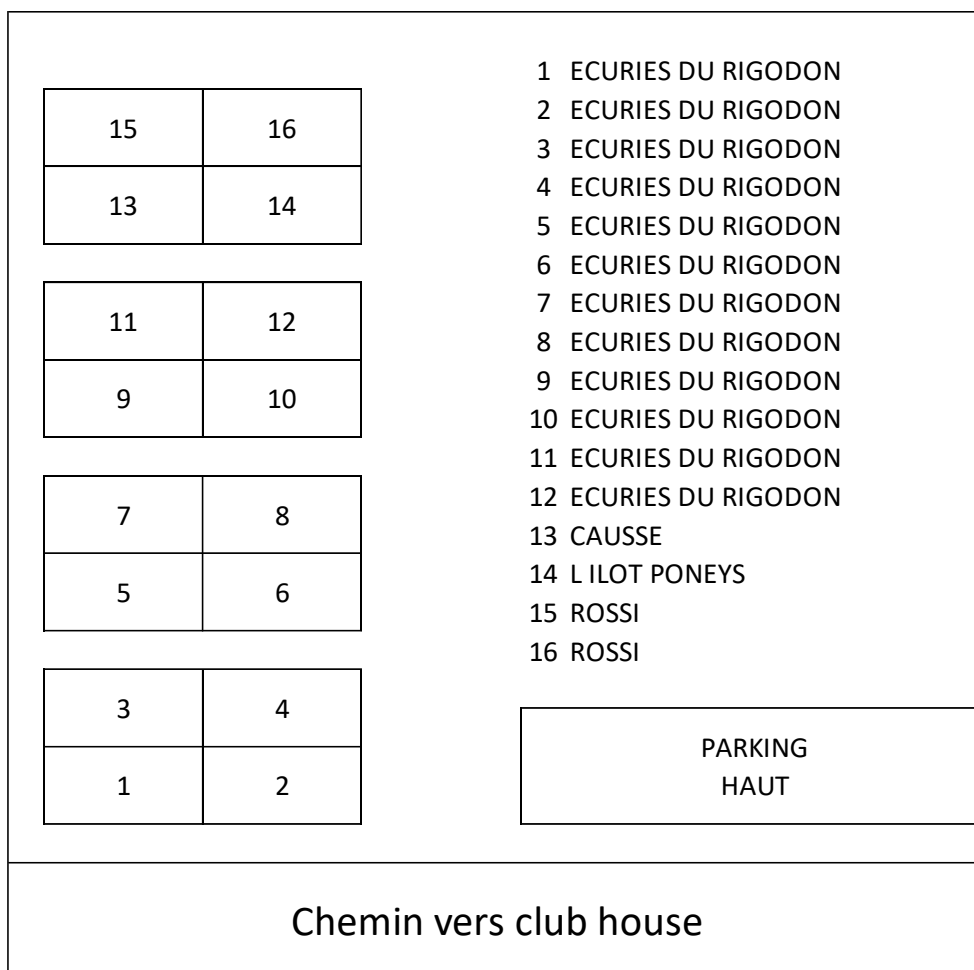 15 16
13 14
11 12
9 10
7 8
5 6
3 4
1 2
1 ECURIES DU RIGODON
2 ECURIES DU RIGODON
3 ECURIES DU RIGODON
4 ECURIES DU RIGODON
5 ECURIES DU RIGODON
6 ECURIES DU RIGODON
7 ECURIES DU RIGODON
8 ECURIES DU RIGODON
9 ECURIES DU RIGODON
10 ECURIES DU RIGODON
11 ECURIES DU RIGODON
12 ECURIES DU RIGODON
13 CAUSSE
14 L ILOT PONEYS
15 ROSSI
16 ROSSI
PARKING
HAUT
Chemin vers club house